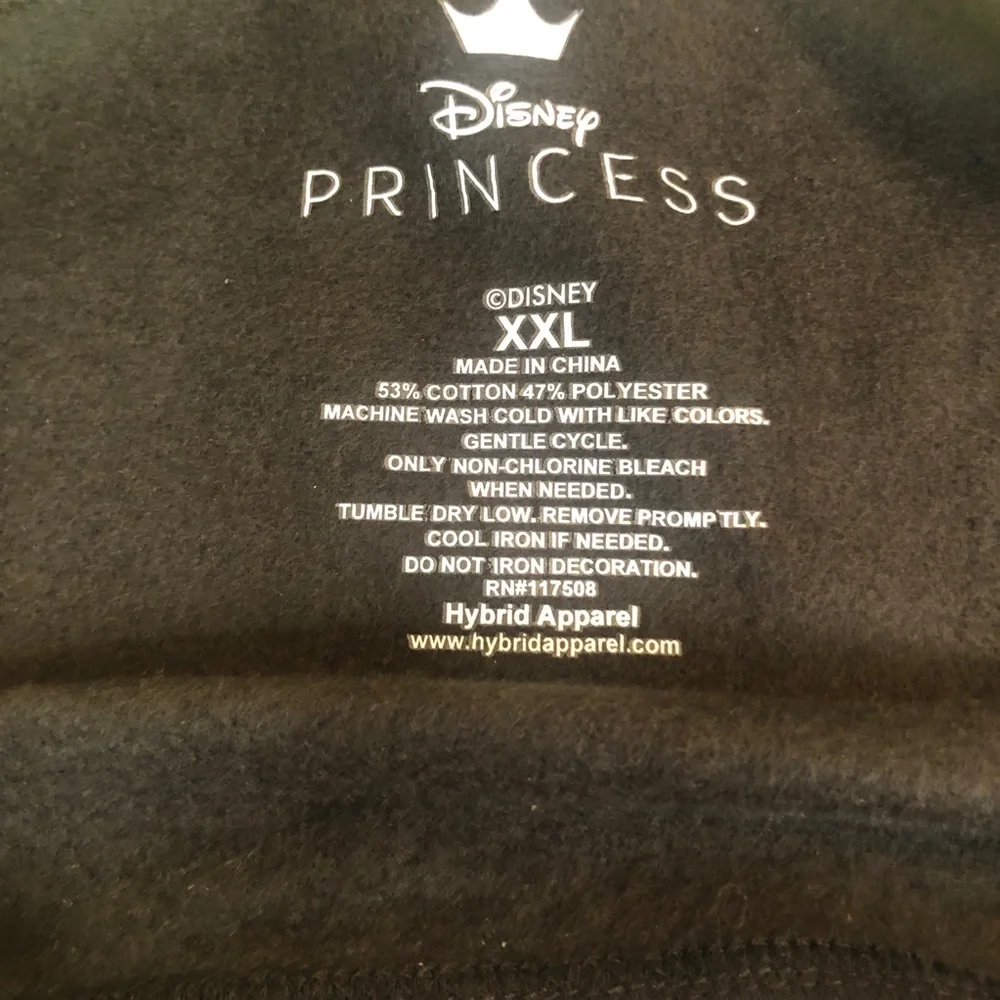 Disney
PRINCESS
©DISNEY
XXL
MADE IN CHINA
53% COTTON 47% POLYESTER
MACHINE WASH COLD WITH LIKE COLORS.
GENTLE CYCLE.
ONLY NON-CHLORINE BLEACH
WHEN NEEDED.
TUMBLE DRY LOW. REMOVE PROMPTLY.
COOL IRON IF NEEDED.
DO NOT IRON DECORATION.
RN#117508
Hybrid Apparel
www.hybridapparel.com